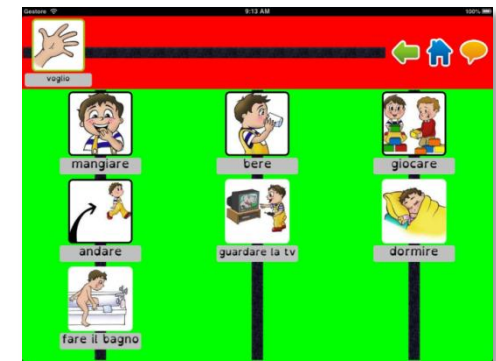 Gestore 9:13 AM 100%
voglio
mangiare bere giocare
andare guardare la tv dormire
fare il bagno